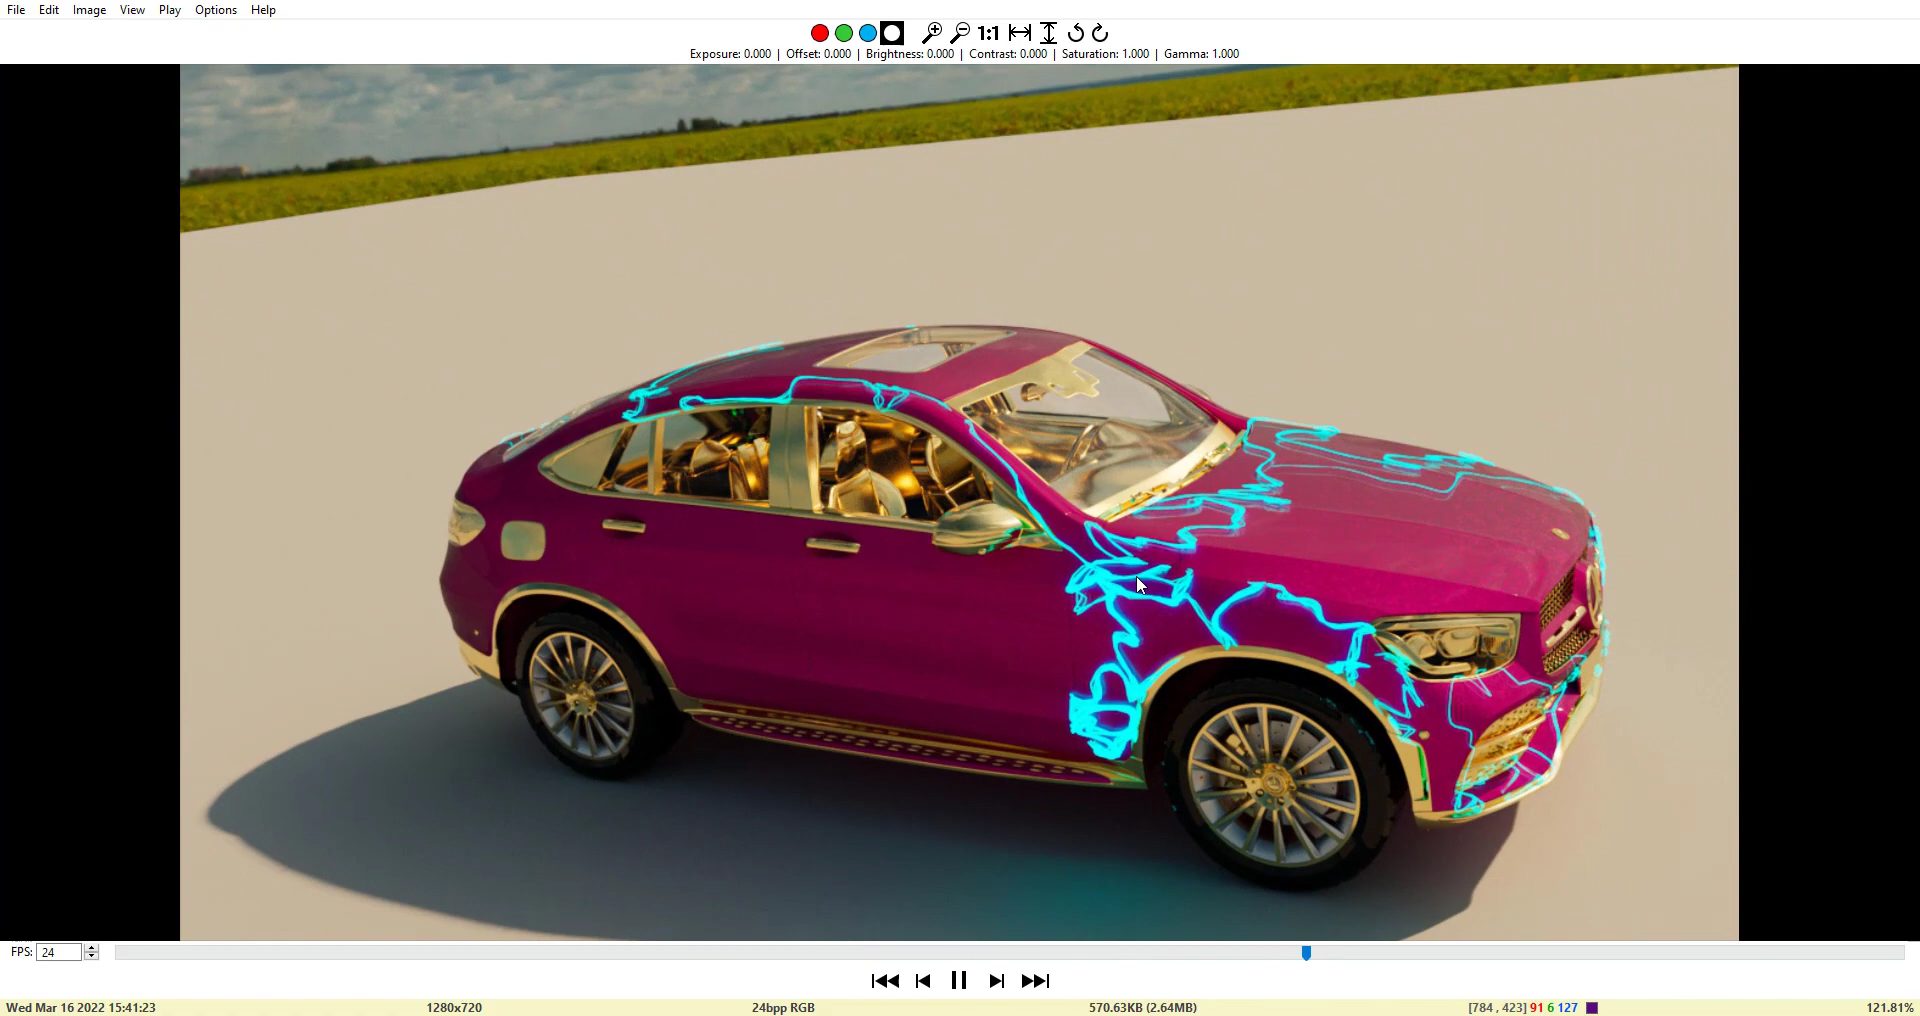 File Edit Image View Play Options Help
1:1
Exposure: 0.000 | Offset: 0.000 | Brightness: 0.000 | Contrast: 0.000 | Saturation: 1.000 | Gamma: 1.000
FPS: 24
Wed Mar 16 2022 15:41:23 1280x720 24bpp RGB 570.63KB (2.64MB) [784 , 423] 91 6 127 121.81%